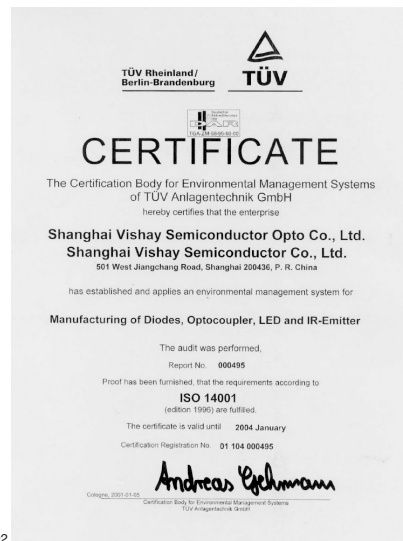 TÜV Rheinland/
Berlin-Brandenburg
TÜV
CERTIFICATE
The Certification Body for Environmental Management Systems
of TÜV Anlagentechnik GmbH
hereby certifies that the enterprise
Shanghai Vishay Semiconductor Opto Co., Ltd.
Shanghai Vishay Semiconductor Co., Ltd.
501 West Jiangchang Road, Shanghai 200436, P. R. China
has established and applies an environmental management system for
Manufacturing of Diodes, Optocoupler, LED and IR-Emitter
The audit was performed,
Report No. 000495
Proof has been furnished, that the requirements according to
ISO 14001
(edition 1996) are fulfilled.
The certificate is valid until 2004 January
Certification Registration No. 01 104 000495
Andreas Gehrmann
Cologne, 2001-01-05
Certification Body for Environmental Management Systems
TÜV Anlagentechnik GmbH
2